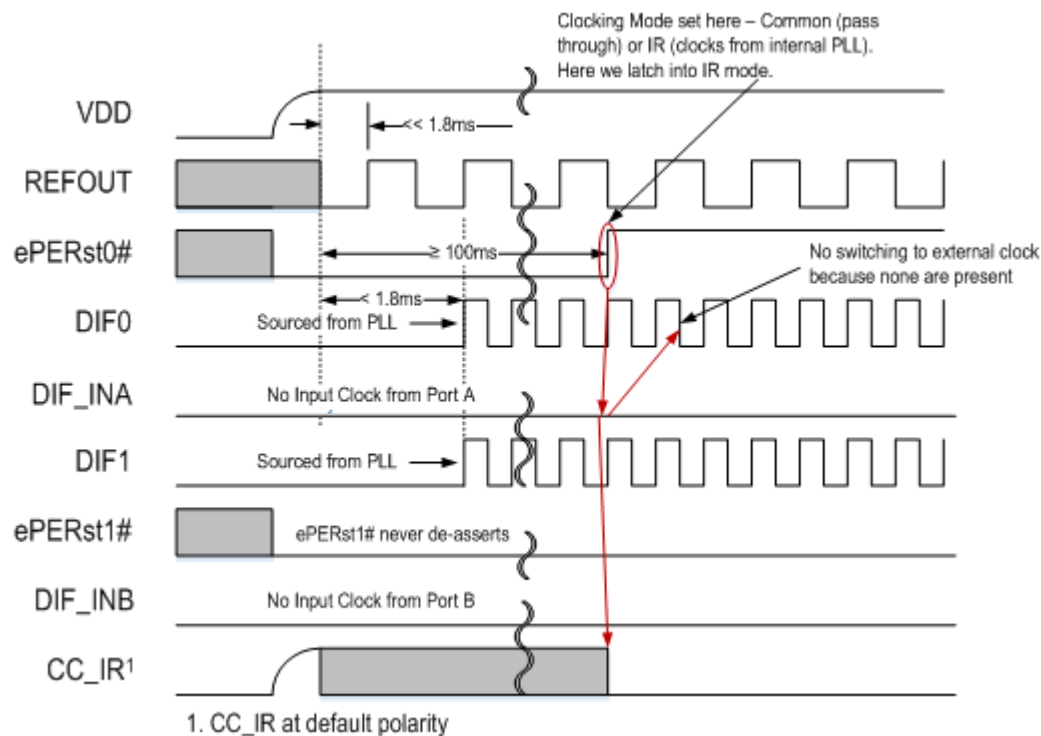 Clocking Mode set here – Common (pass
through) or IR (clocks from internal PLL).
Here we latch into IR mode.
VDD
<< 1.8ms
REFOUT
ePERst0#
≥ 100ms
No switching to external clock
because none are present
< 1.8ms
DIF0
Sourced from PLL
DIF_INA
No Input Clock from Port A
DIF1
Sourced from PLL
ePERst1#
ePERst1# never de-asserts
DIF_INB
No Input Clock from Port B
CC_IR¹
1. CC_IR at default polarity